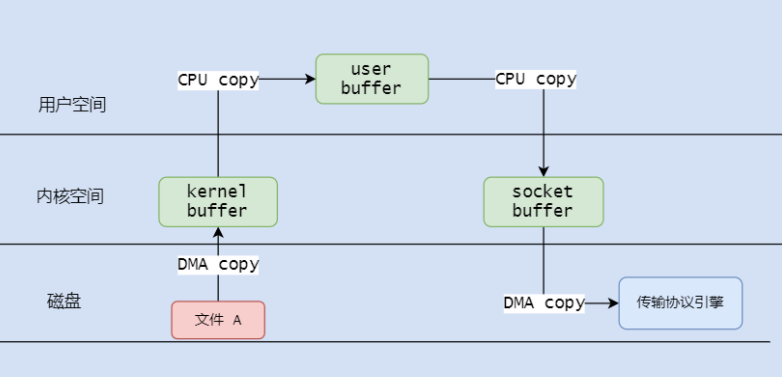 user
buffer
CPU copy
CPU copy
用户空间
kernel
buffer
socket
buffer
内核空间
DMA copy
磁盘
文件 A
DMA copy
传输协议引擎